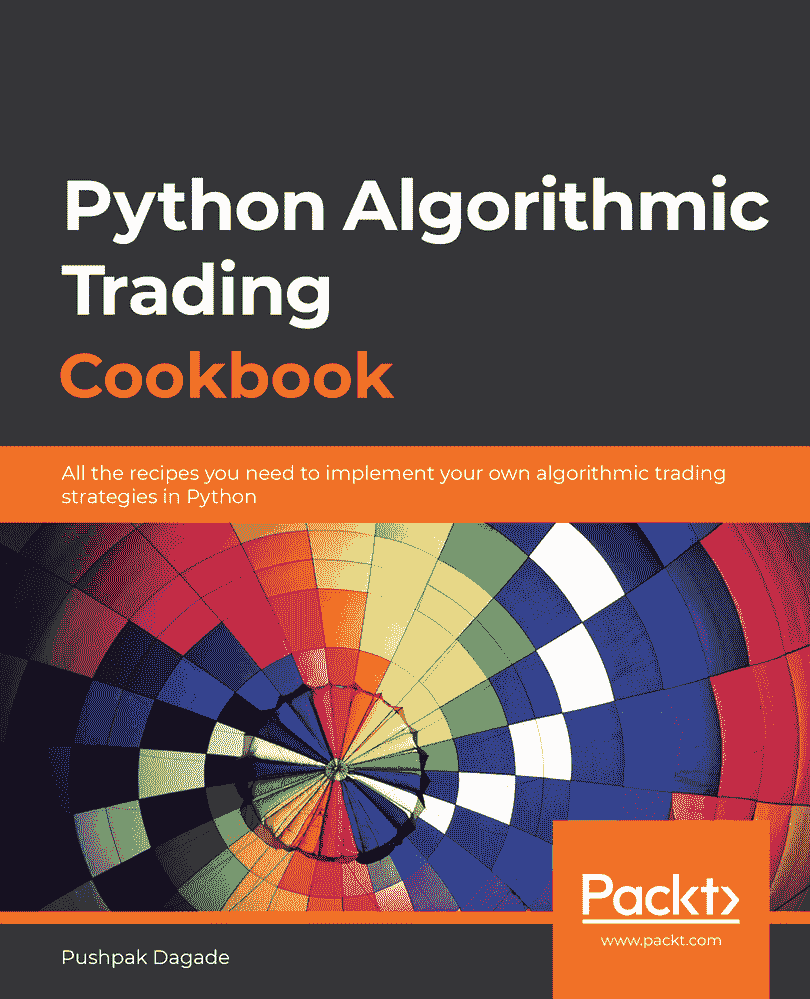 Python Algorithmic
Trading
Cookbook
All the recipes you need to implement your own algorithmic trading
strategies in Python
Packt>
www.packt.com
Pushpak Dagade